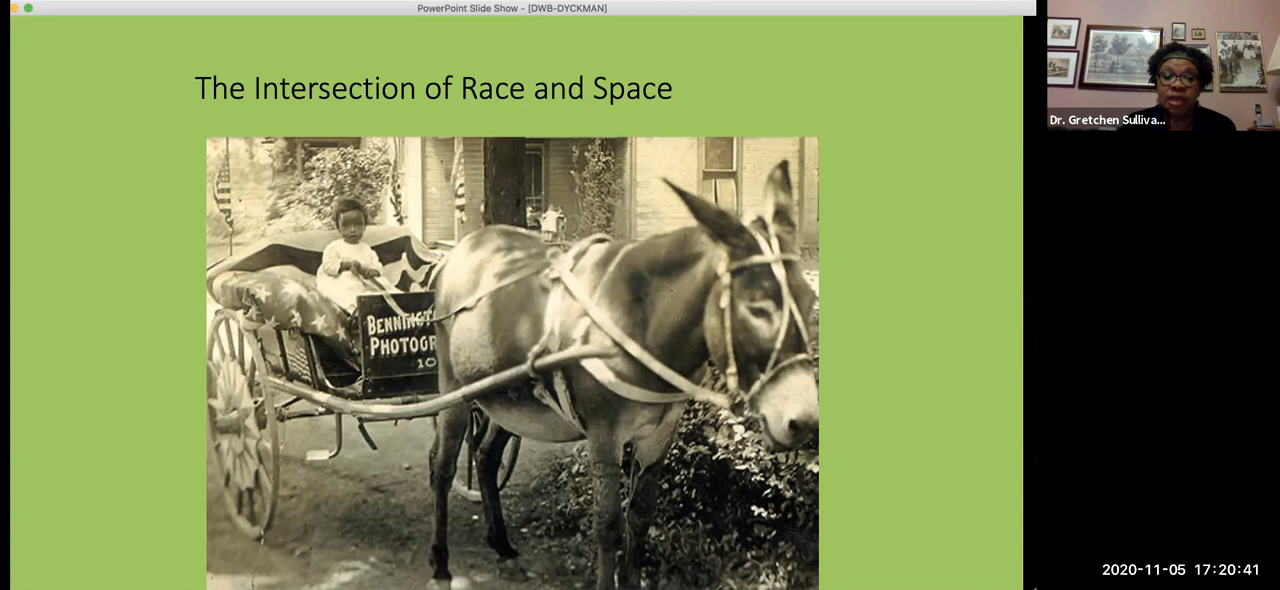 PowerPoint Slide Show - [DWB-DYCKMAN]
The Intersection of Race and Space
BENNINGT
PHOTOGR
10
Dr. Gretchen Sulliva...
2020-11-05 17:20:41